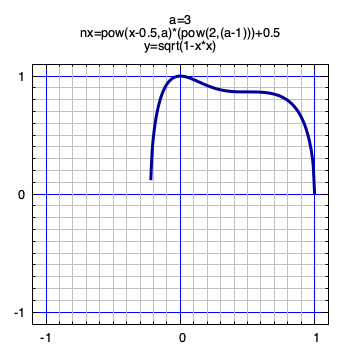 a=3
nx=pow(x-0.5,a)*(pow(2,(a-1)))+0.5
y=sqrt(1-x*x)
1
0
-1
-1
0
1